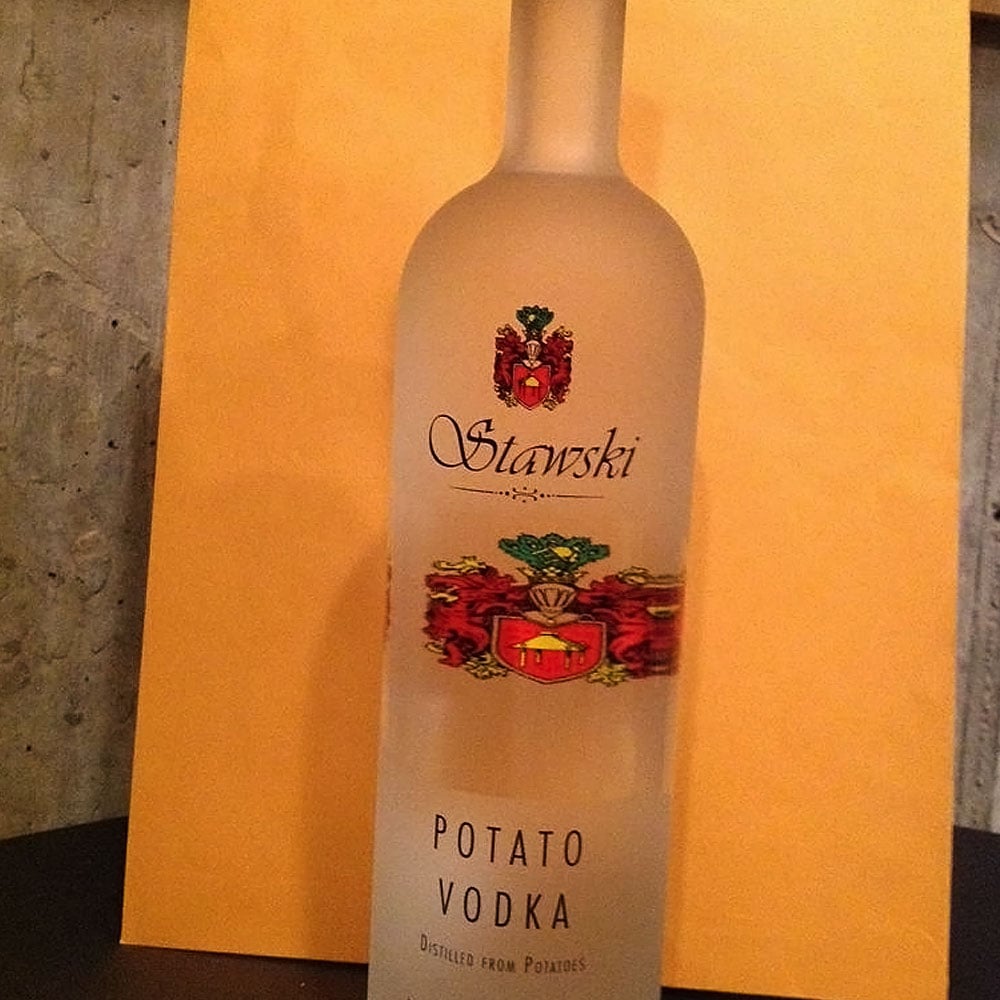 Stawski
POTATO
VODKA
DISTILLED FROM POTATOES